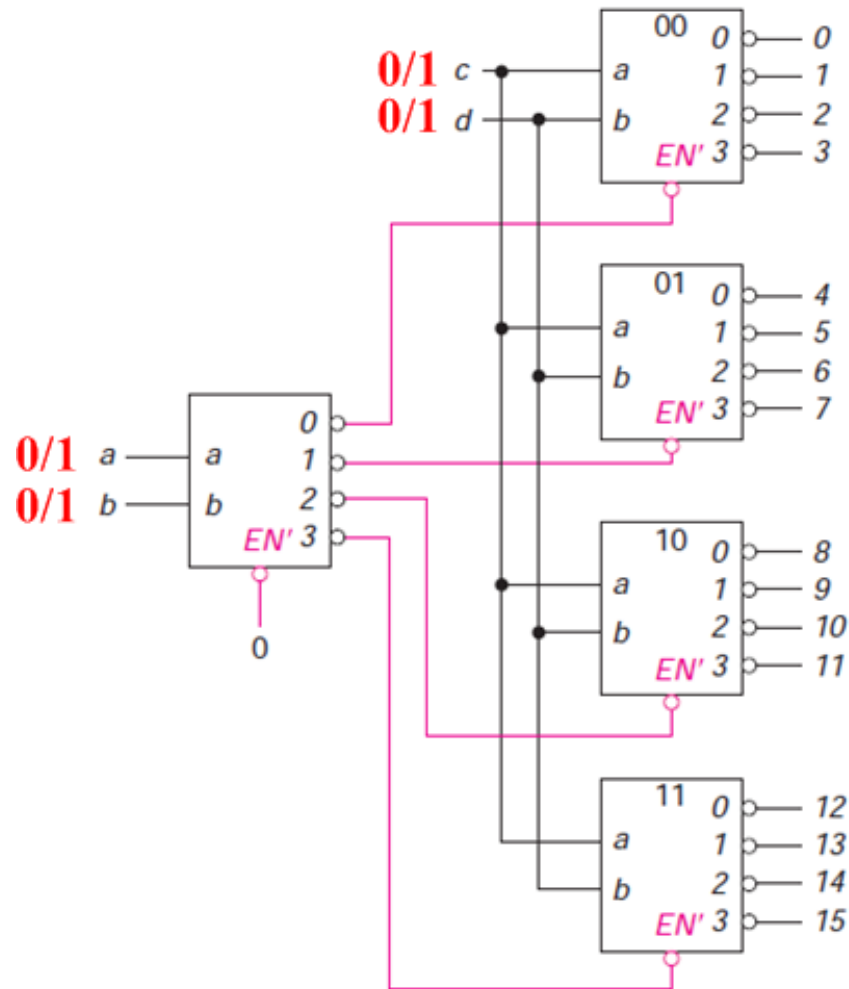 00 0 0
0/1 c a 1 1
0/1 d b 2 2
EN' 3 3
01 0 4
a 1 5
b 2 6
EN' 3 7
0
0/1 a a 1
0/1 b b 2
EN' 3
0
10 0 8
a 1 9
b 2 10
EN' 3 11
11 0 12
a 1 13
b 2 14
EN' 3 15